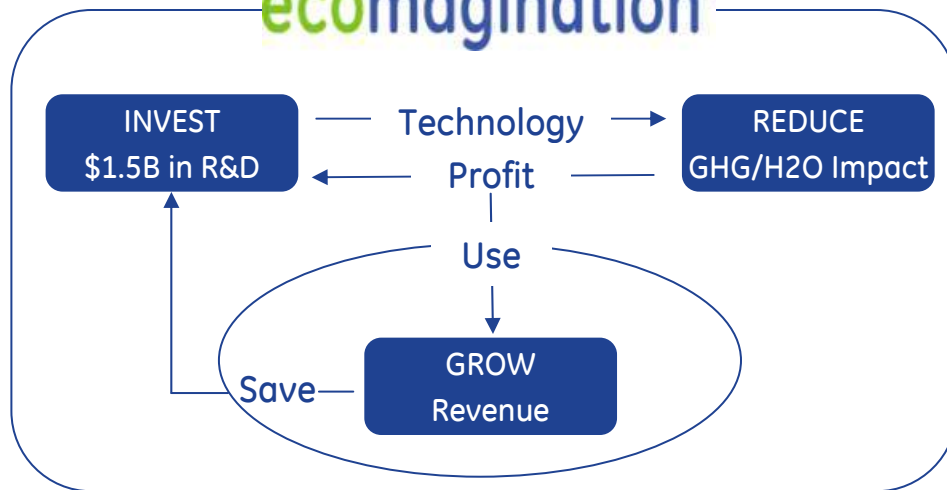 ecomagination
INVEST
$1.5B in R&D
Technology
Profit
REDUCE
GHG/H2O Impact
Use
GROW
Revenue
Save